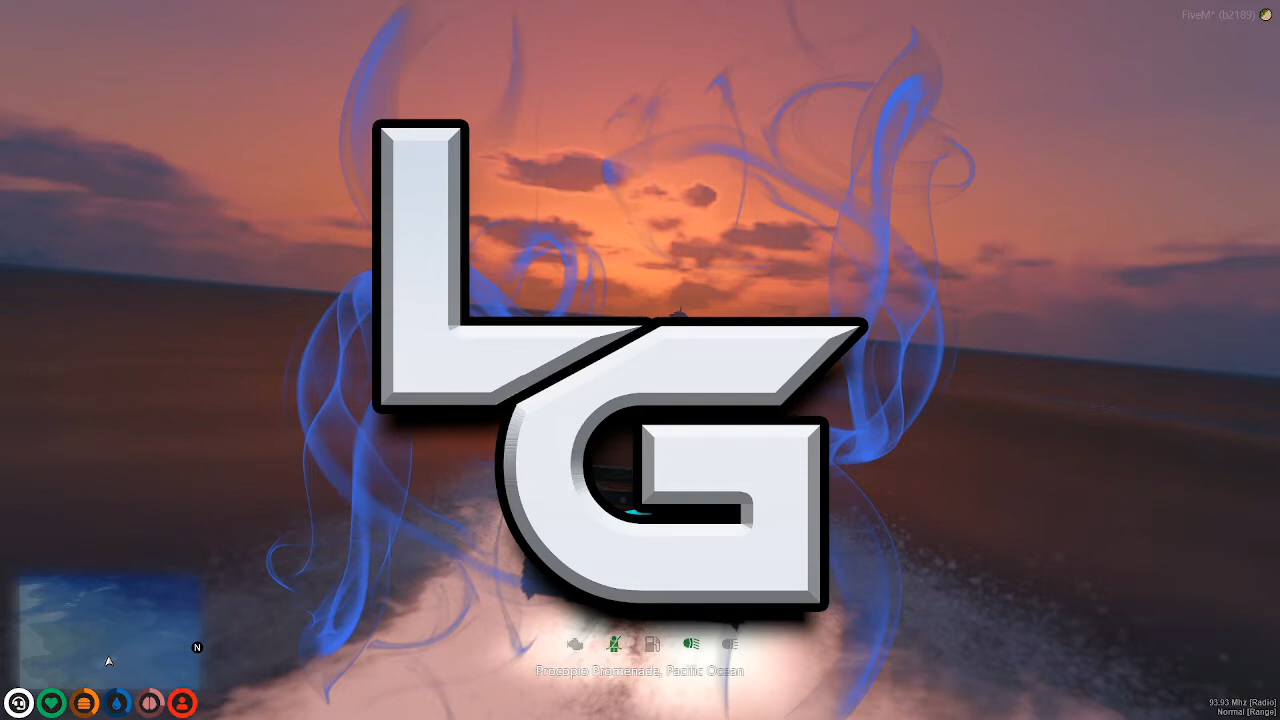 FiveM* (b2189)
LG
N
Procopio Promenade, Pacific Ocean
93.93 Mhz [Radio]
Normal [Range]